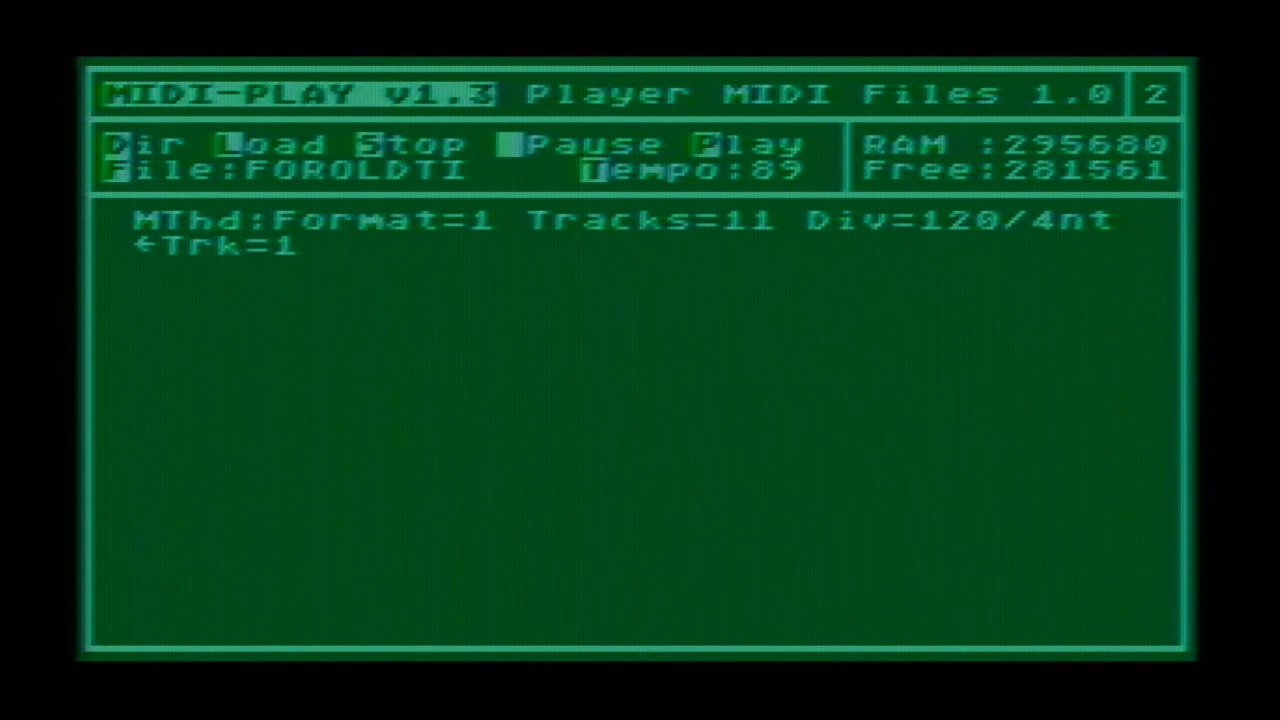 MIDI-PLAY v1.3 Player MIDI Files 1.0 2
Dir Load Stop Pause Play RAM :295680
File:FOROLDTI Tempo:89 Free:281561
MThd:Format=1 Tracks=11 Div=120/4nt
←Trk=1